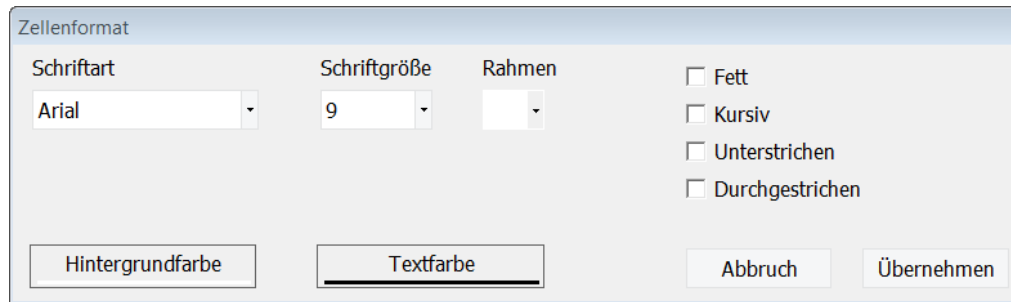 Zellenformat
Schriftart Schriftgröße Rahmen
Arial 9
Fett
Kursiv
Unterstrichen
Durchgestrichen
Hintergrundfarbe Textfarbe Abbruch Übernehmen